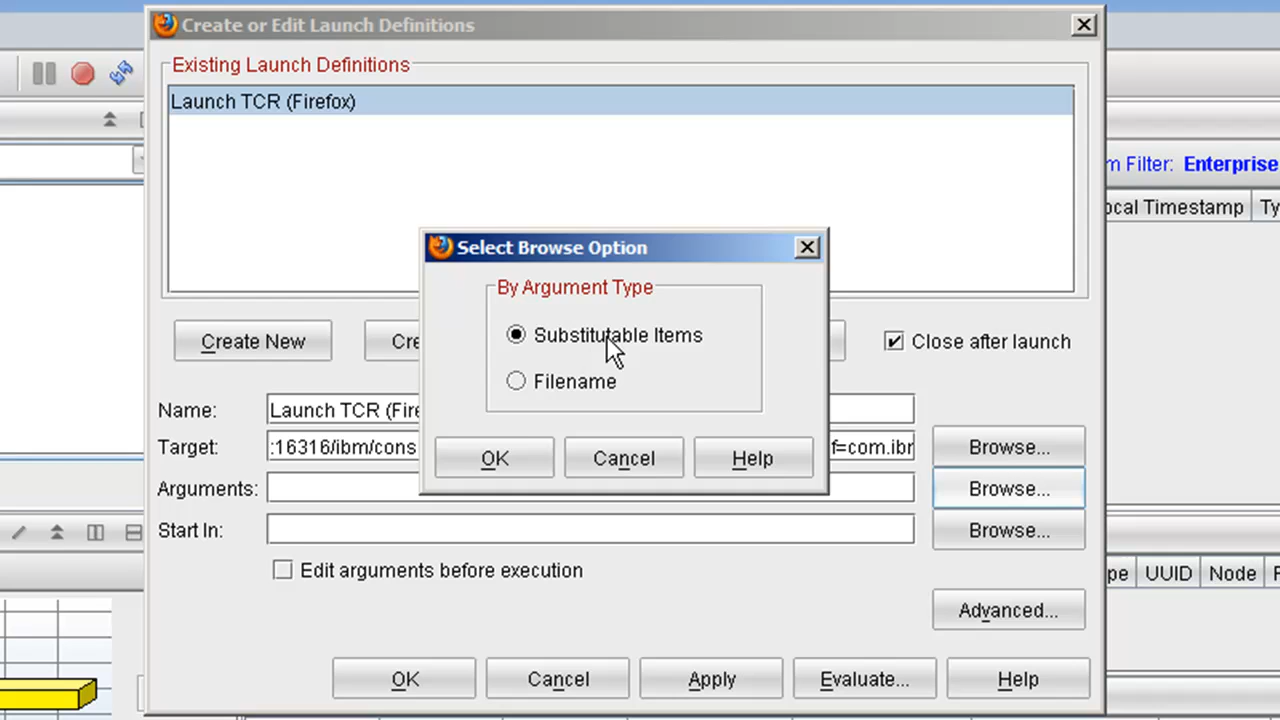 Create or Edit Launch Definitions
Existing Launch Definitions
Launch TCR (Firefox)
m Filter: Enterprise
ocal Timestamp Ty
Select Browse Option
By Argument Type
Substitutable Items
Filename
OK Cancel Help
Create New Cre Close after launch
Name: Launch TCR (Fire
Target: :16316/ibm/cons f=com.ibr Browse...
Arguments: Browse...
Start In: Browse...
Edit arguments before execution
pe UUID Node
Advanced...
OK Cancel Apply Evaluate... Help